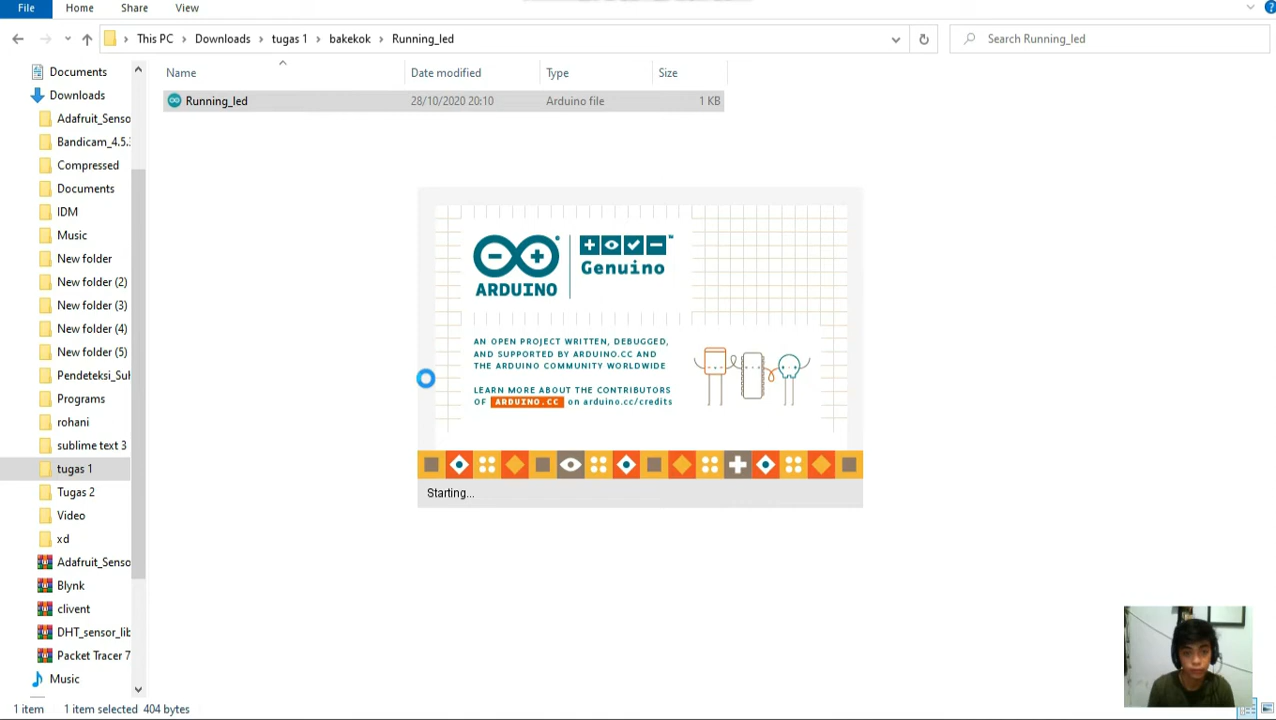 File Home Share View
This PC > Downloads > tugas 1 > bakekok > Running_led
Search Running_led
Name Date modified Type Size
Running_led 28/10/2020 20:10 Arduino file 1 KB
Documents
Downloads
Adafruit_Senso
Bandicam_4.5.
Compressed
Documents
IDM
Music
New folder
New folder (2)
New folder (3)
New folder (4)
New folder (5)
Pendeteksi_Suh
Programs
rohani
sublime text 3
tugas 1
Tugas 2
Video
xd
Adafruit_Senso
Blynk
clivent
DHT_sensor_lib
Packet Tracer 7
Music
ARDUINO
Genuino
TM
AN OPEN PROJECT WRITTEN, DEBUGGED,
AND SUPPORTED BY ARDUINO.CC AND
THE ARDUINO COMMUNITY WORLDWIDE
LEARN MORE ABOUT THE CONTRIBUTORS
OF ARDUINO.CC on arduino.cc/credits
Starting...
1 item 1 item selected 404 bytes